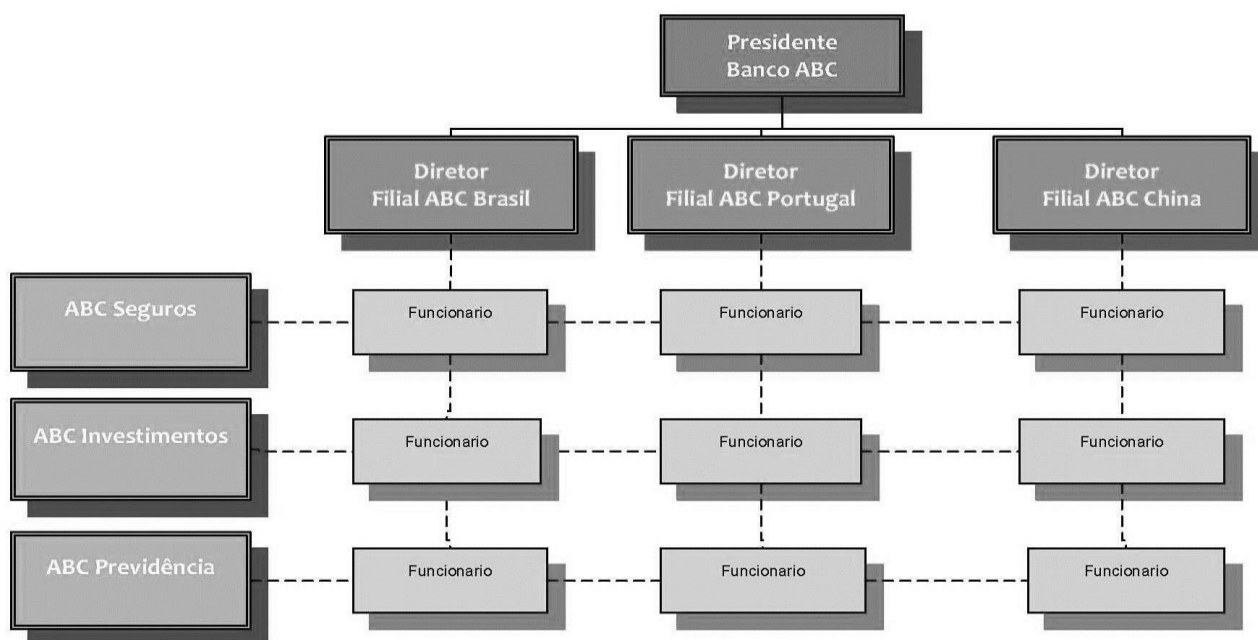 Presidente
Banco ABC
Diretor
Filial ABC Brasil
Diretor
Filial ABC Portugal
Diretor
Filial ABC China
ABC Seguros
Funcionario
Funcionario
Funcionario
ABC Investimentos
Funcionario
Funcionario
Funcionario
ABC Previdência
Funcionario
Funcionario
Funcionario